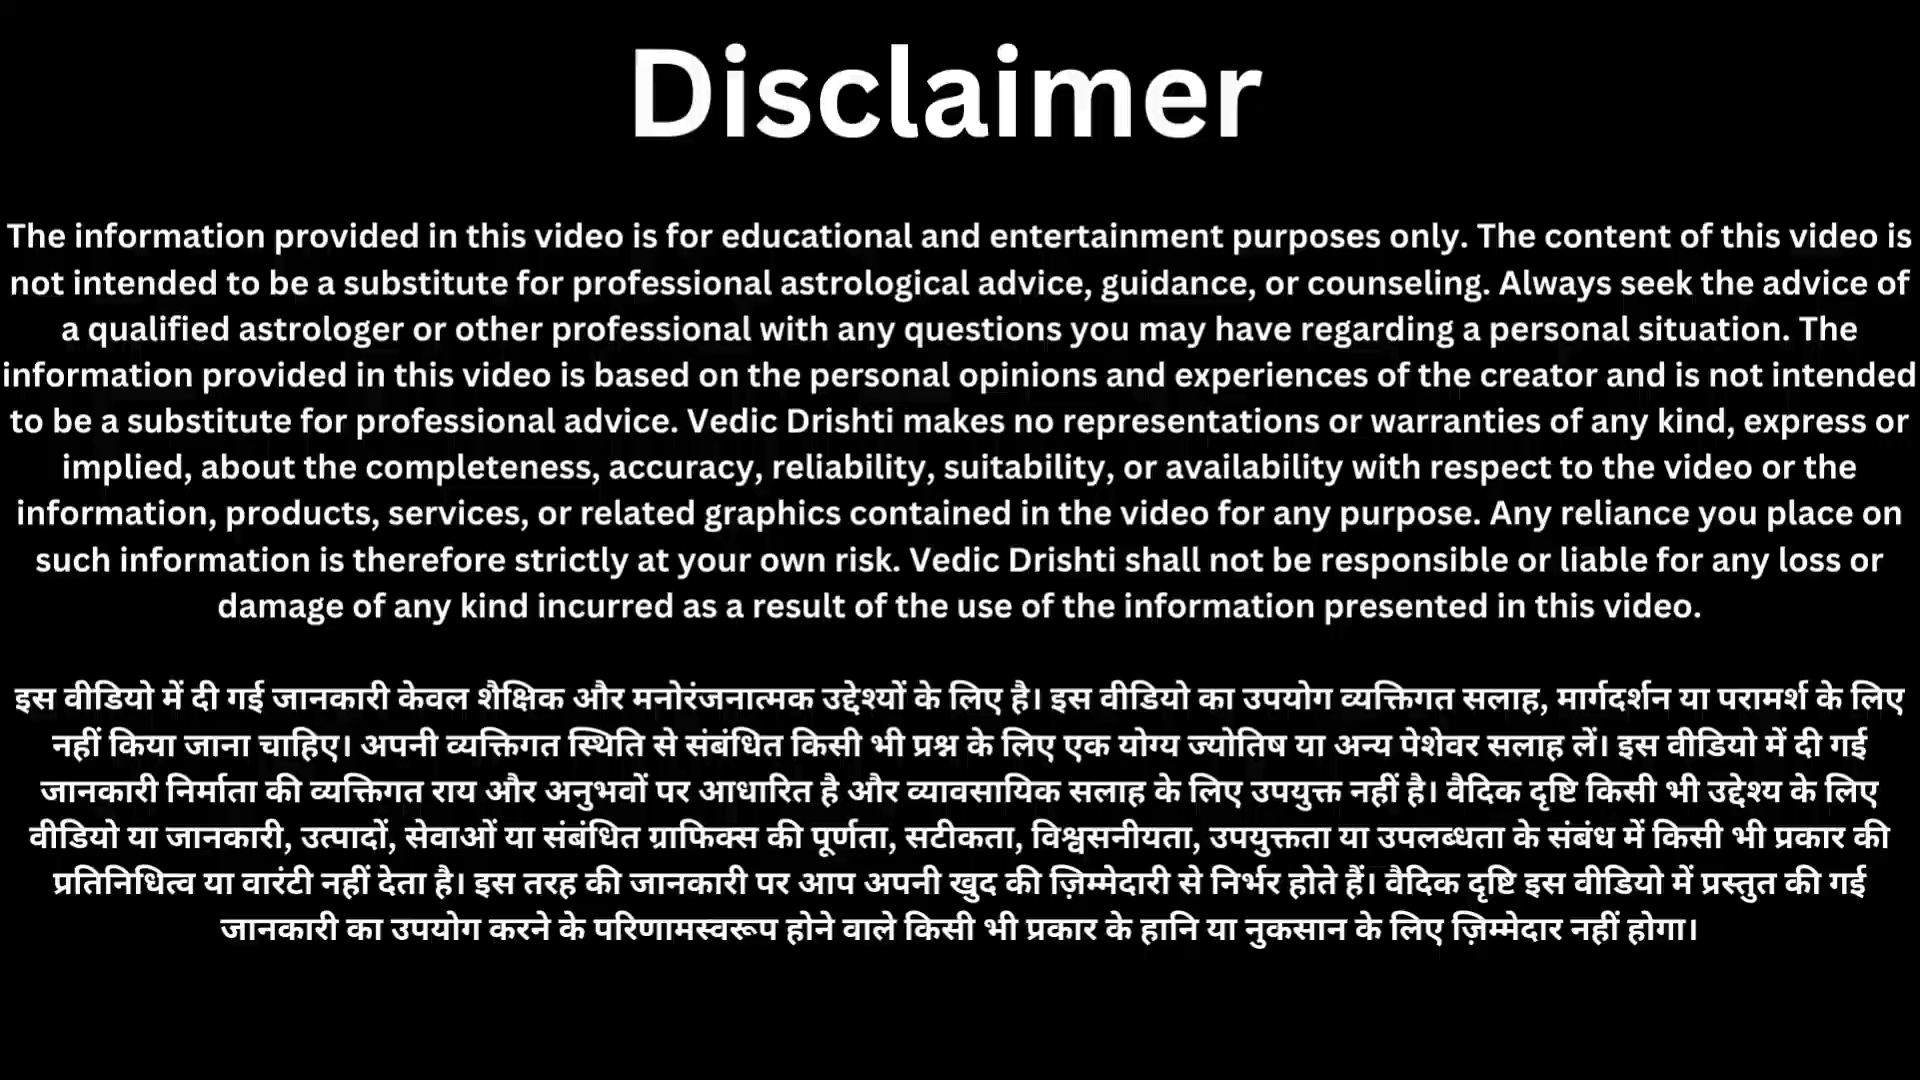 Disclaimer
The information provided in this video is for educational and entertainment purposes only. The content of this video is
not intended to be a substitute for professional astrological advice, guidance, or counseling. Always seek the advice of
a qualified astrologer or other professional with any questions you may have regarding a personal situation. The
information provided in this video is based on the personal opinions and experiences of the creator and is not intended
to be a substitute for professional advice. Vedic Drishti makes no representations or warranties of any kind, express or
implied, about the completeness, accuracy, reliability, suitability, or availability with respect to the video or the
information, products, services, or related graphics contained in the video for any purpose. Any reliance you place on
such information is therefore strictly at your own risk. Vedic Drishti shall not be responsible or liable for any loss or
damage of any kind incurred as a result of the use of the information presented in this video.
इस वीडियो में दी गई जानकारी केवल शैक्षिक और मनोरंजनात्मक उद्देश्यों के लिए है। इस वीडियो का उपयोग व्यक्तिगत सलाह, मार्गदर्शन या परामर्श के लिए
नहीं किया जाना चाहिए। अपनी व्यक्तिगत स्थिति से संबंधित किसी भी प्रश्न के लिए एक योग्य ज्योतिष या अन्य पेशेवर सलाह लें। इस वीडियो में दी गई
जानकारी निर्माता की व्यक्तिगत राय और अनुभवों पर आधारित है और व्यावसायिक सलाह के लिए उपयुक्त नहीं है। वैदिक दृष्टि किसी भी उद्देश्य के लिए
वीडियो या जानकारी, उत्पादों, सेवाओं या संबंधित ग्राफिक्स की पूर्णता, सटीकता, विश्वसनीयता, उपयुक्तता या उपलब्धता के संबंध में किसी भी प्रकार की
प्रतिनिधित्व या वारंटी नहीं देता है। इस तरह की जानकारी पर आप अपनी खुद की ज़िम्मेदारी से निर्भर होते हैं। वैदिक दृष्टि इस वीडियो में प्रस्तुत की गई
जानकारी का उपयोग करने के परिणामस्वरूप होने वाले किसी भी प्रकार के हानि या नुकसान के लिए ज़िम्मेदार नहीं होगा।